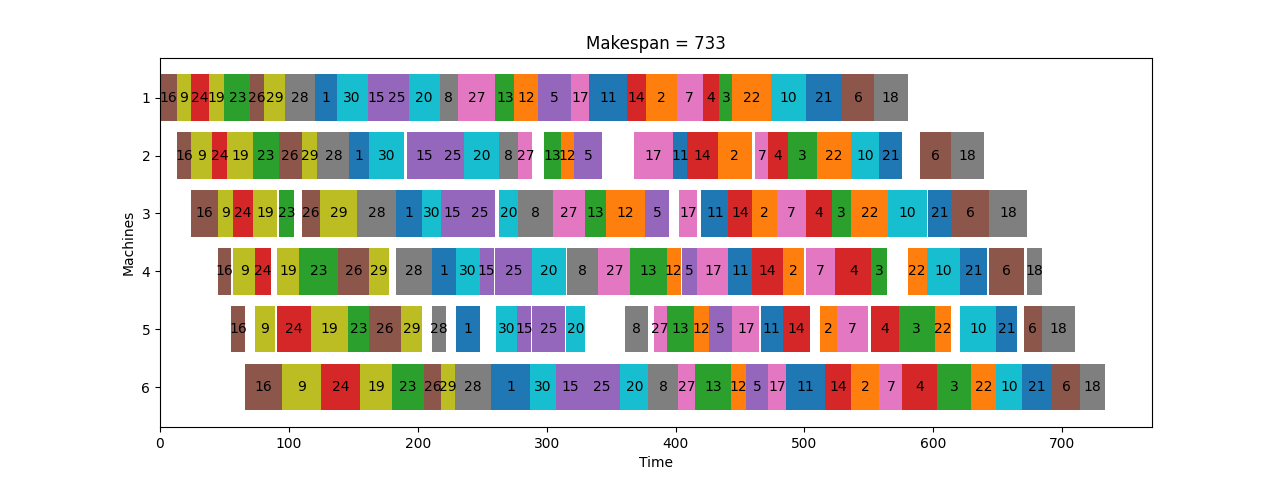 Makespan = 733
1 16 9 24 19 23 26 29 28 1 30 15 25 20 8 27 13 12 5 17 11 14 2 7 4 3 22 10 21 6 18
2 16 9 24 19 23 26 29 28 1 30 15 25 20 8 27 13 12 5 17 11 14 2 7 4 3 22 10 21 6 18
3 16 9 24 19 23 26 29 28 1 30 15 25 20 8 27 13 12 5 17 11 14 2 7 4 3 22 10 21 6 18
4 16 9 24 19 23 26 29 28 1 30 15 25 20 8 27 13 12 5 17 11 14 2 7 4 3 22 10 21 6 18
5 16 9 24 19 23 26 29 28 1 30 15 25 20 8 27 13 12 5 17 11 14 2 7 4 3 22 10 21 6 18
6 16 9 24 19 23 26 29 28 1 30 15 25 20 8 27 13 12 5 17 11 14 2 7 4 3 22 10 21 6 18
Machines
0 100 200 300 400 500 600 700
Time